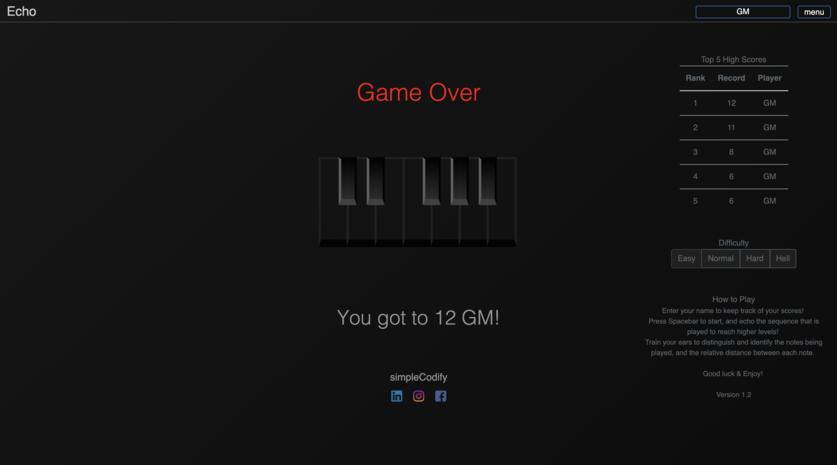 Echo
GM
menu
Game Over
You got to 12 GM!
simpleCodify
Top 5 High Scores
Rank Record Player
1 12 GM
2 11 GM
3 8 GM
4 6 GM
5 6 GM
Difficulty
Easy Normal Hard Hell
How to Play
Enter your name to keep track of your scores!
Press Spacebar to start, and echo the sequence that is
played to reach higher levels!
Train your ears to distinguish and identify the notes being
played, and the relative distance between each note.
Good luck & Enjoy!
Version 1.2